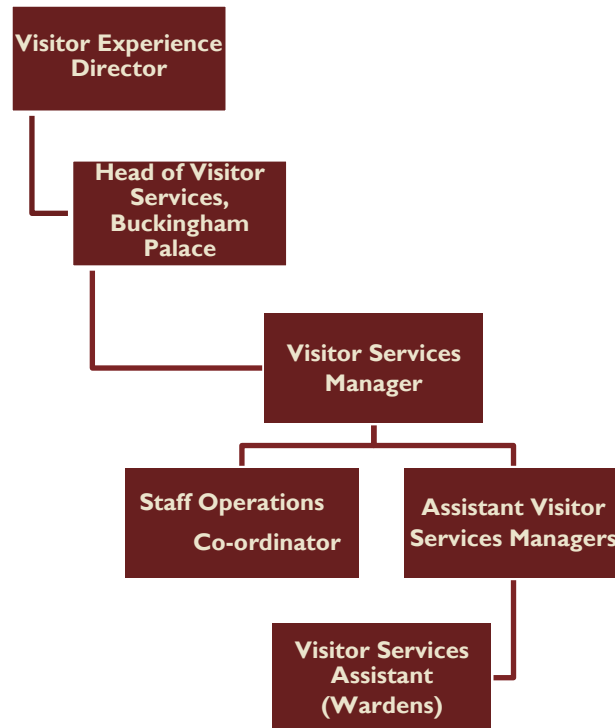 Visitor Experience
Director
Head of Visitor
Services,
Buckingham
Palace
Visitor Services
Manager
Staff Operations
Co-ordinator
Assistant Visitor
Services Managers
Visitor Services
Assistant
(Wardens)